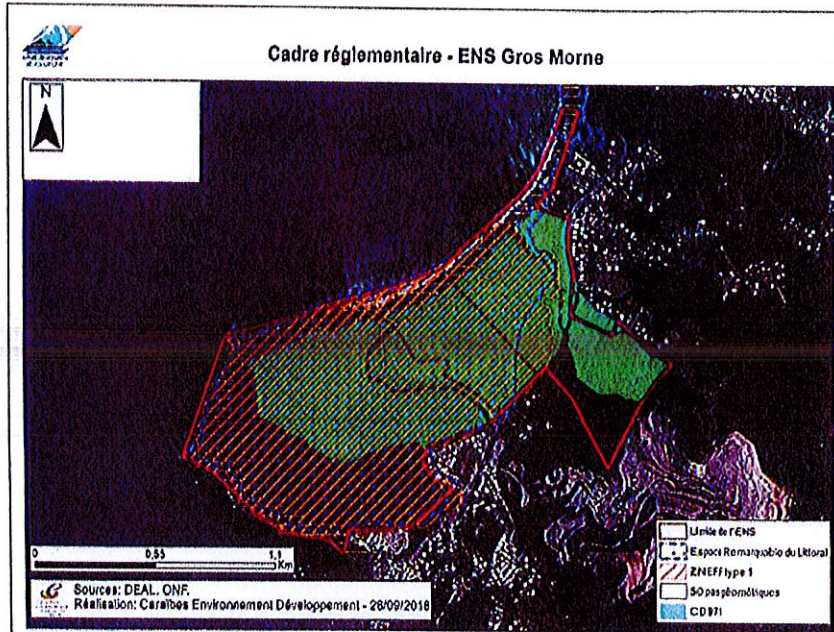 Cadre réglementaire - ENS Gros Morne
N
0 0,55 1,1
Km
Limite de l'ENS
Espace Remarquable du Littoral
ZNIEFF type 1
50 pas géométriques
CD971
Sources: DEAL, ONF.
Réalisation: Caraïbes Environnement Développement - 28/09/2018